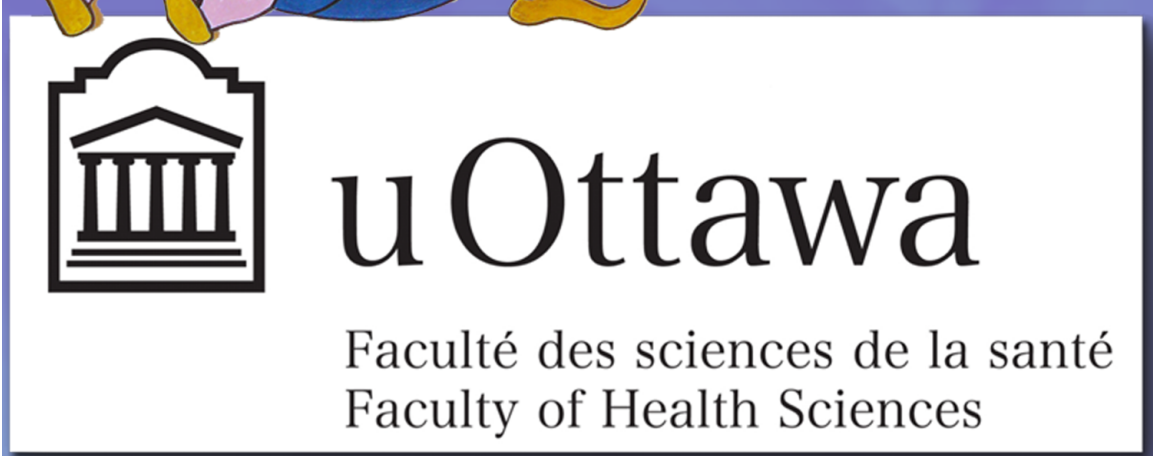 uOttawa
Faculté des sciences de la santé
Faculty of Health Sciences